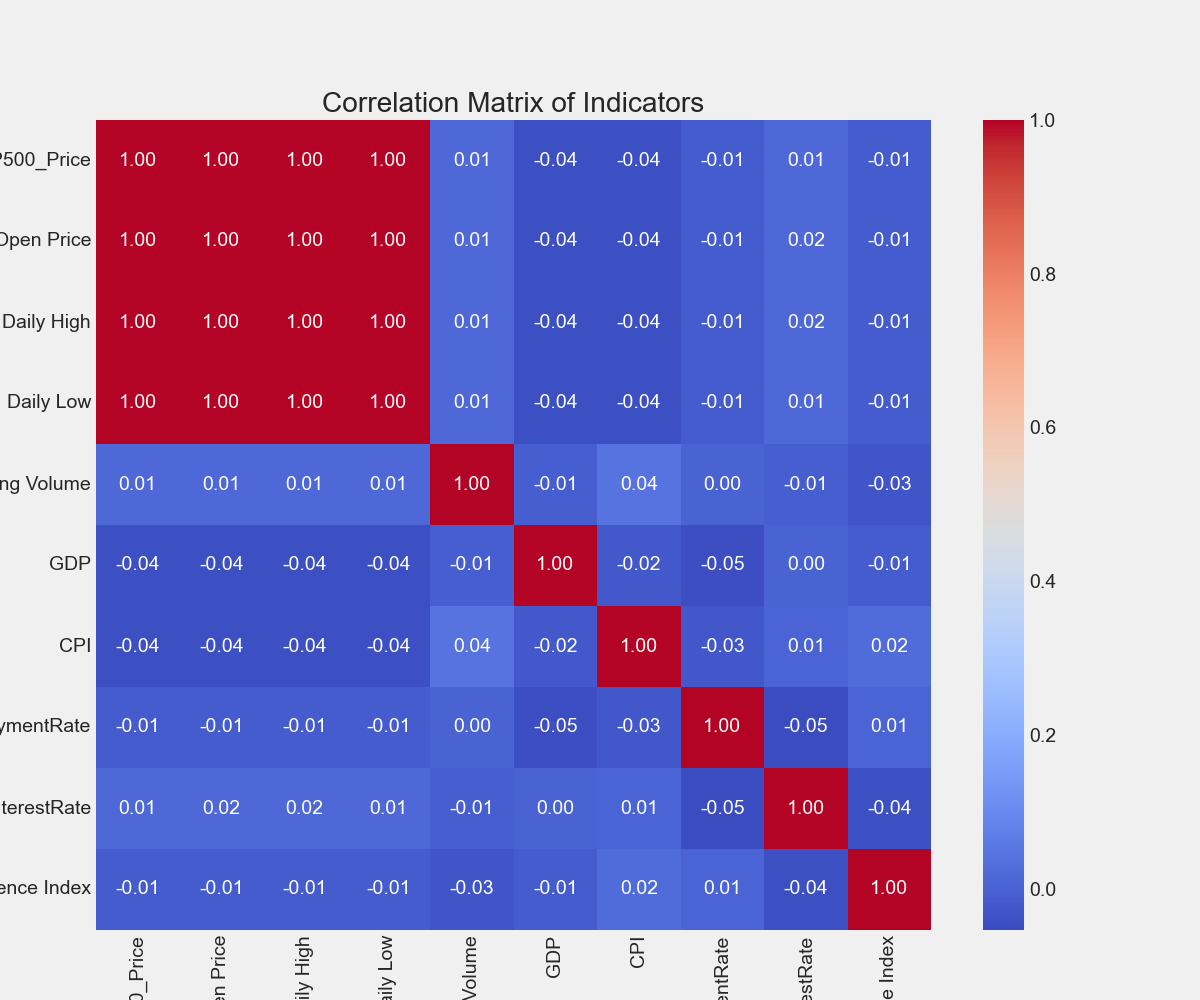 Correlation Matrix of Indicators
P500_Price 1.00 1.00 1.00 1.00 0.01 -0.04 -0.04 -0.01 0.01 -0.01
Open Price 1.00 1.00 1.00 1.00 0.01 -0.04 -0.04 -0.01 0.02 -0.01
Daily High 1.00 1.00 1.00 1.00 0.01 -0.04 -0.04 -0.01 0.02 -0.01
Daily Low 1.00 1.00 1.00 1.00 0.01 -0.04 -0.04 -0.01 0.01 -0.01
ng Volume 0.01 0.01 0.01 0.01 1.00 -0.01 0.04 0.00 -0.01 -0.03
GDP -0.04 -0.04 -0.04 -0.04 -0.01 1.00 -0.02 -0.05 0.00 -0.01
CPI -0.04 -0.04 -0.04 -0.04 0.04 -0.02 1.00 -0.03 0.01 0.02
ymentRate -0.01 -0.01 -0.01 -0.01 0.00 -0.05 -0.03 1.00 -0.05 0.01
terestRate 0.01 0.02 0.02 0.01 -0.01 0.00 0.01 -0.05 1.00 -0.04
ence Index -0.01 -0.01 -0.01 -0.01 -0.03 -0.01 0.02 0.01 -0.04 1.00
0_Price
en Price
ily High
aily Low
Volume
GDP
CPI
entRate
estRate
e Index
1.0
0.8
0.6
0.4
0.2
0.0